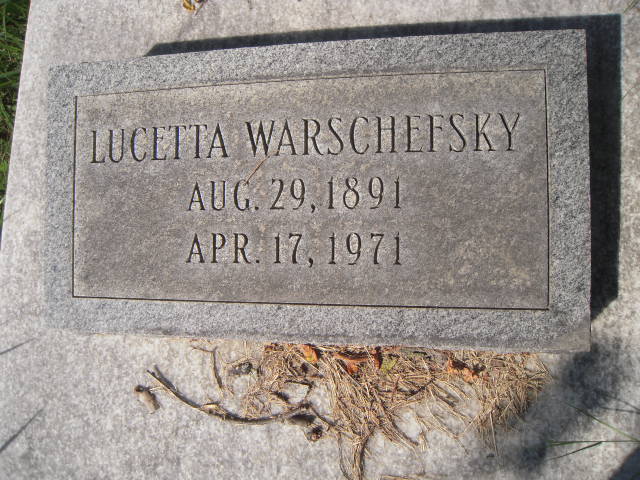 LUCETTA WARSCHEFSKY
AUG. 29, 1891
APR. 17, 1971